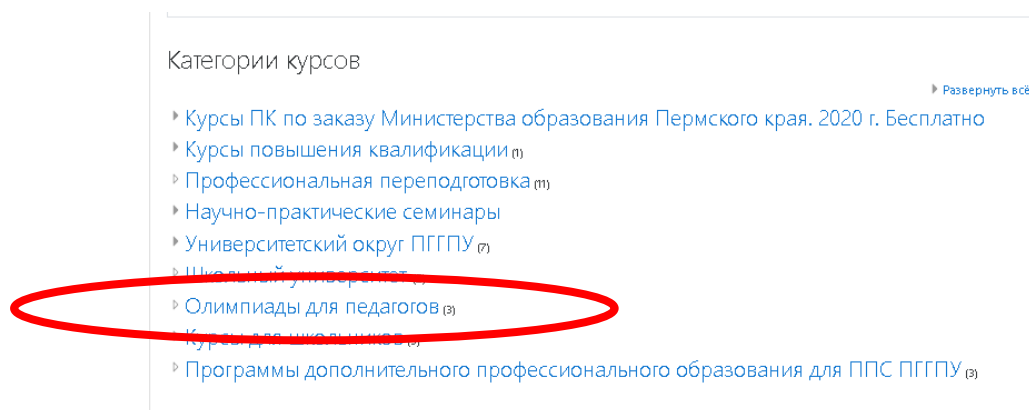 Категории курсов
Развернуть всё
Курсы ПК по заказу Министерства образования Пермского края. 2020 г. Бесплатно
Курсы повышения квалификации (1)
Профессиональная переподготовка (11)
Научно-практические семинары
Университетский округ ПГГПУ (7)
Школьный университет
Олимпиады для педагогов (3)
Курсы для школьников
Программы дополнительного профессионального образования для ППС ПГГПУ (3)